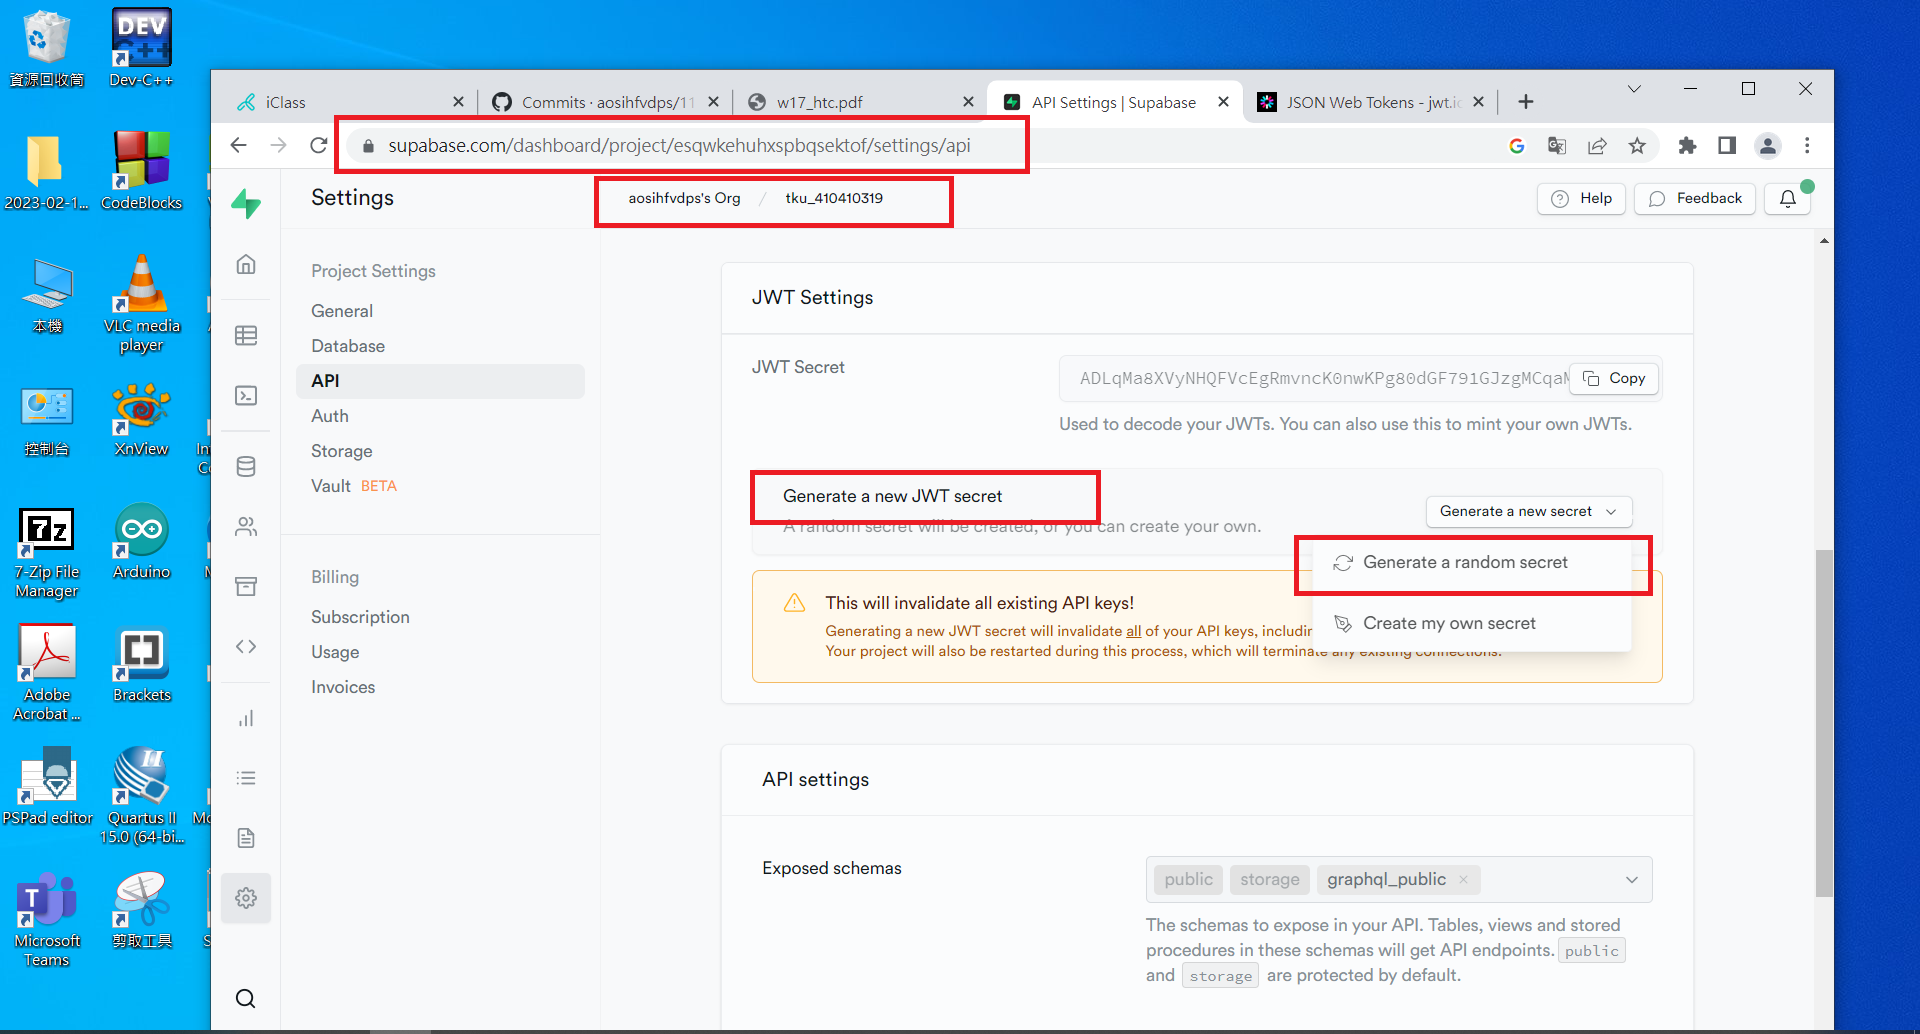 資源回收筒
Dev-C++
2023-02-1...
CodeBlocks
本機
VLC media
player
控制台
XnView
7-Zip File
Manager
Arduino
Adobe
Acrobat ...
Brackets
PSPad editor
Quartus II
15.0 (64-bi...
Microsoft
Teams
剪取工具
iClass
Commits · aosihfvdps/11
w17_htc.pdf
API Settings | Supabase
JSON Web Tokens - jwt.io
supabase.com/dashboard/project/esqwkehuhxspbqsektof/settings/api
Settings
aosihfvdps's Org / tku_410410319
Help
Feedback
Project Settings
General
Database
API
Auth
Storage
Vault BETA
Billing
Subscription
Usage
Invoices
JWT Settings
JWT Secret
ADLqMa8XVyNHQFVcEgRmvncK0nwKPg80dGF791GJzgMCqaM
Copy
Used to decode your JWTs. You can also use this to mint your own JWTs.
Generate a new JWT secret
A random secret will be created, or you can create your own.
Generate a new secret
Generate a random secret
Create my own secret
This will invalidate all existing API keys!
Generating a new JWT secret will invalidate all of your API keys, includin
Your project will also be restarted during this process, which will terminate any existing connections.
API settings
Exposed schemas
public
storage
graphql_public
The schemas to expose in your API. Tables, views and stored
procedures in these schemas will get API endpoints. public
and storage are protected by default.